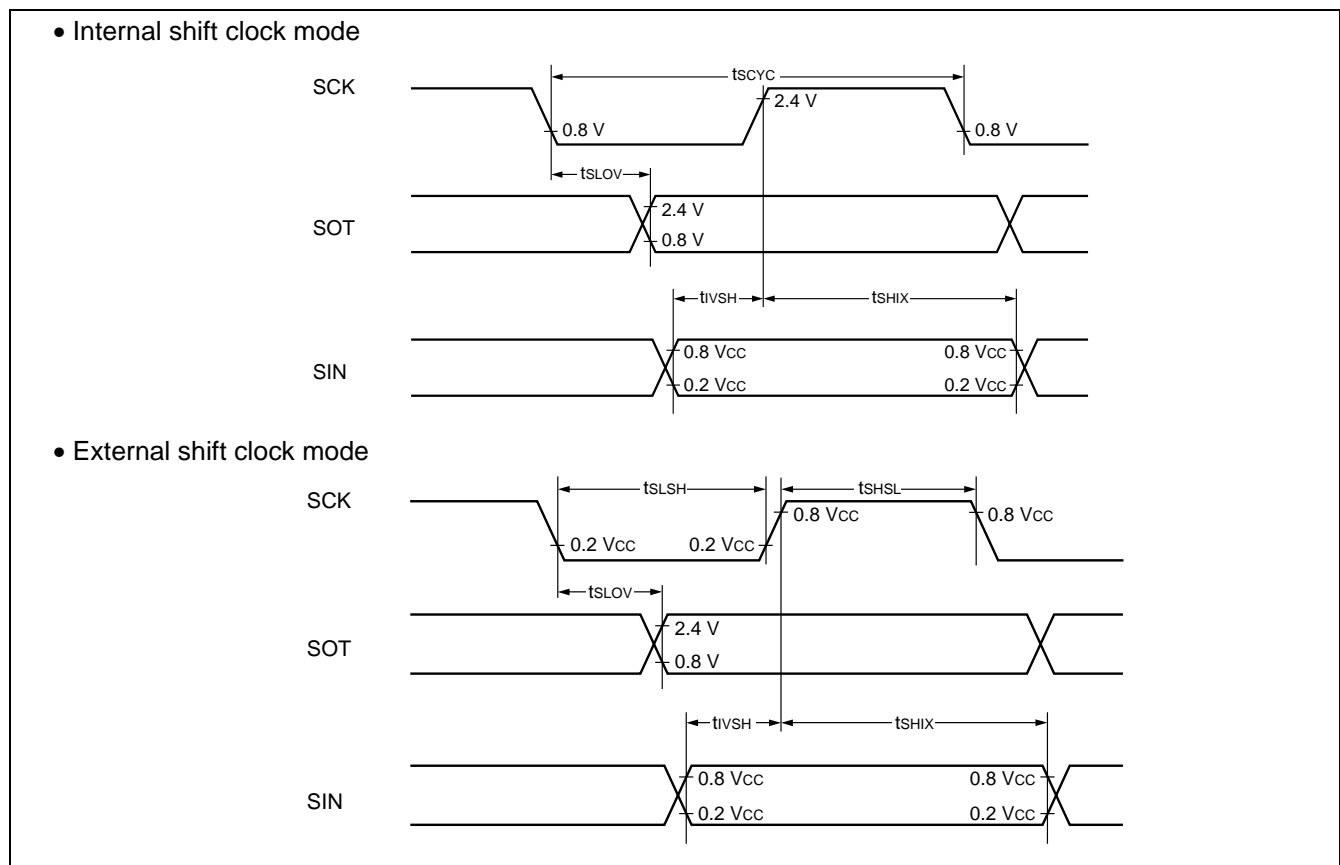 • Internal shift clock mode
tSCYC
SCK
2.4 V
0.8 V
0.8 V
tSLOV
2.4 V
SOT
0.8 V
tIVSH
tSHIX
0.8 VCC
0.8 VCC
SIN
0.2 VCC
0.2 VCC
• External shift clock mode
tSLSH
tSHSL
SCK
0.8 VCC
0.8 VCC
0.2 VCC
0.2 VCC
tSLOV
2.4 V
SOT
0.8 V
tIVSH
tSHIX
0.8 VCC
0.8 VCC
SIN
0.2 VCC
0.2 VCC